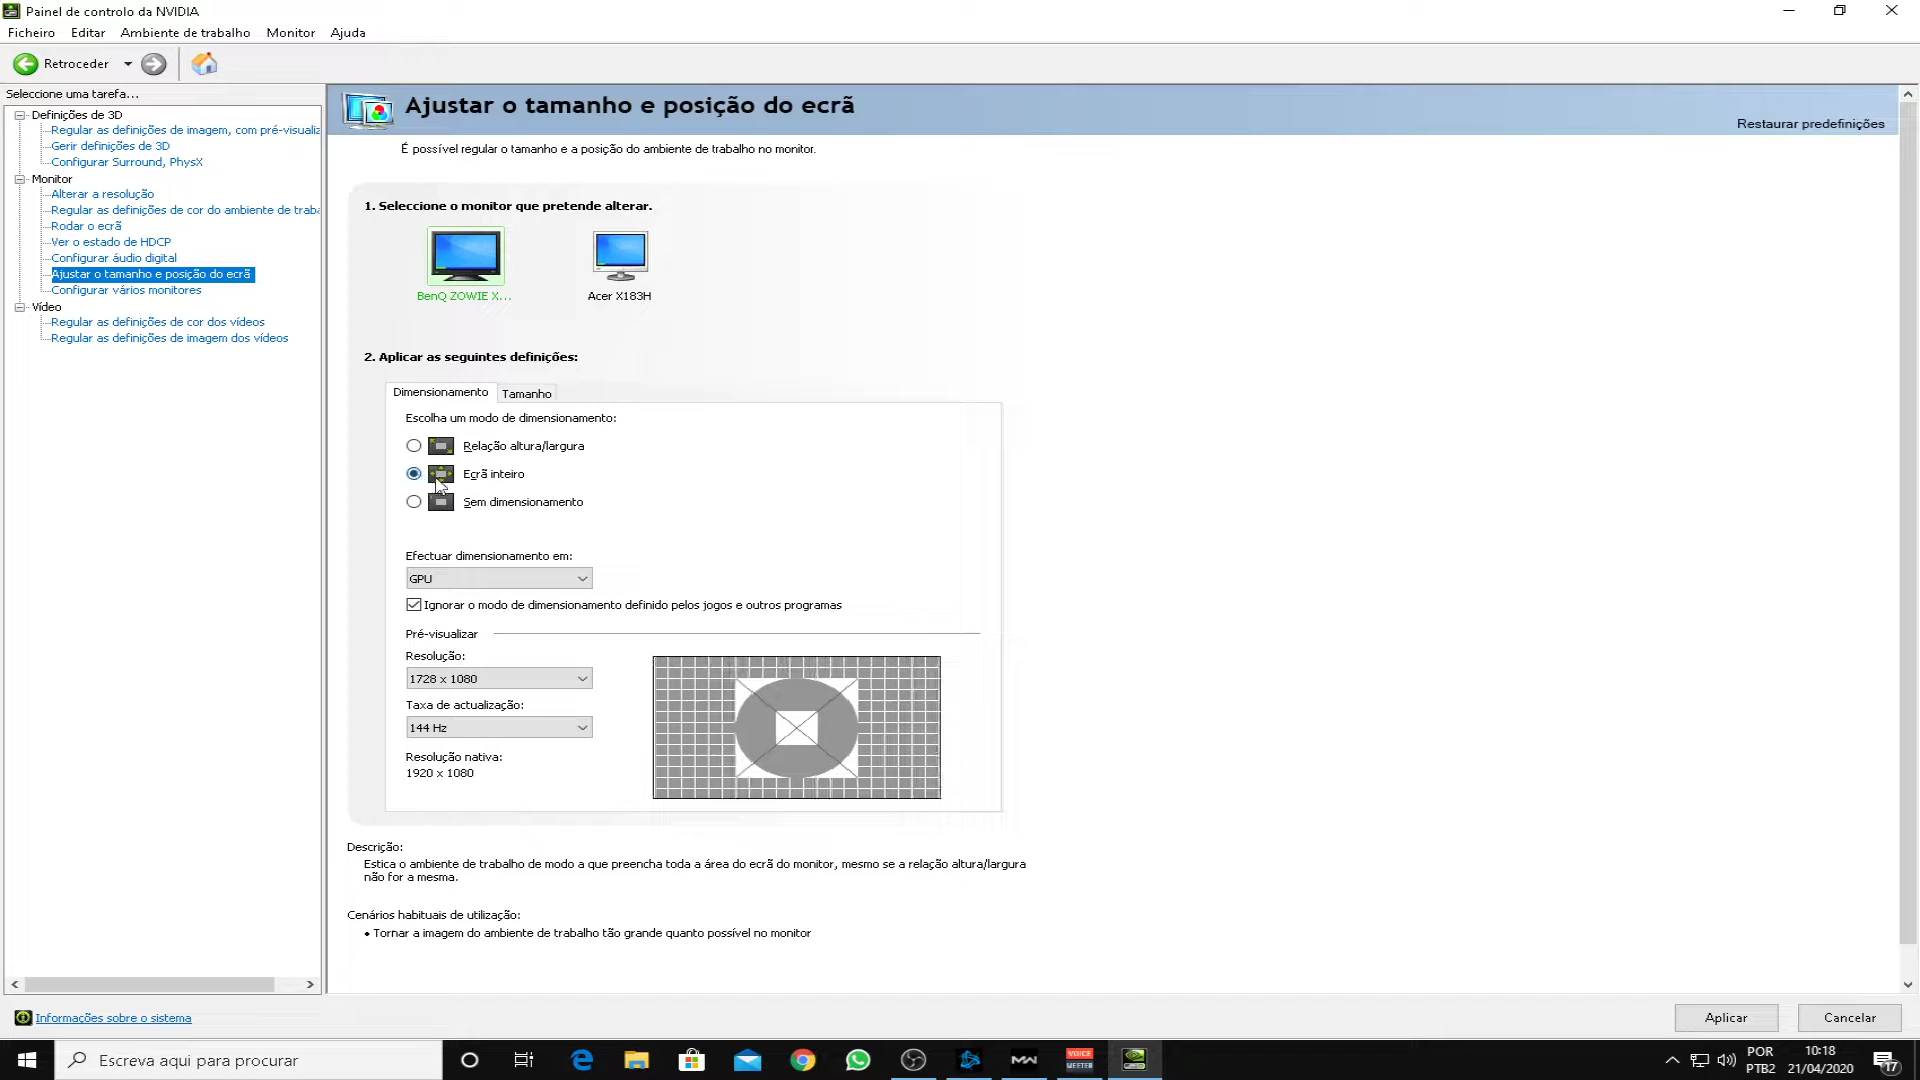 Painel de controlo da NVIDIA
Ficheiro Editar Ambiente de trabalho Monitor Ajuda
Retroceder
Seleccione uma tarefa...
Definições de 3D
Regular as definições de imagem, com pré-visualiz
Gerir definições de 3D
Configurar Surround, PhysX
Monitor
Alterar a resolução
Regular as definições de cor do ambiente de traba
Rodar o ecrã
Ver o estado de HDCP
Configurar áudio digital
Ajustar o tamanho e posição do ecrã
Configurar vários monitores
Vídeo
Regular as definições de cor dos vídeos
Regular as definições de imagem dos vídeos
Ajustar o tamanho e posição do ecrã
Restaurar predefinições
É possível regular o tamanho e a posição do ambiente de trabalho no monitor.
1. Seleccione o monitor que pretende alterar.
BenQ ZOWIE X...
Acer X183H
2. Aplicar as seguintes definições:
Dimensionamento Tamanho
Escolha um modo de dimensionamento:
Relação altura/largura
Ecrã inteiro
Sem dimensionamento
Efectuar dimensionamento em:
GPU
Ignorar o modo de dimensionamento definido pelos jogos e outros programas
Pré-visualizar
Resolução:
1728 x 1080
Taxa de actualização:
144 Hz
Resolução nativa:
1920 x 1080
Descrição:
Estica o ambiente de trabalho de modo a que preencha toda a área do ecrã do monitor, mesmo se a relação altura/largura
não for a mesma.
Cenários habituais de utilização:
• Tornar a imagem do ambiente de trabalho tão grande quanto possível no monitor
Informações sobre o sistema
Aplicar
Cancelar
Escreva aqui para procurar
VOICE
MEETER
POR
PTB2
10:18
21/04/2020
17